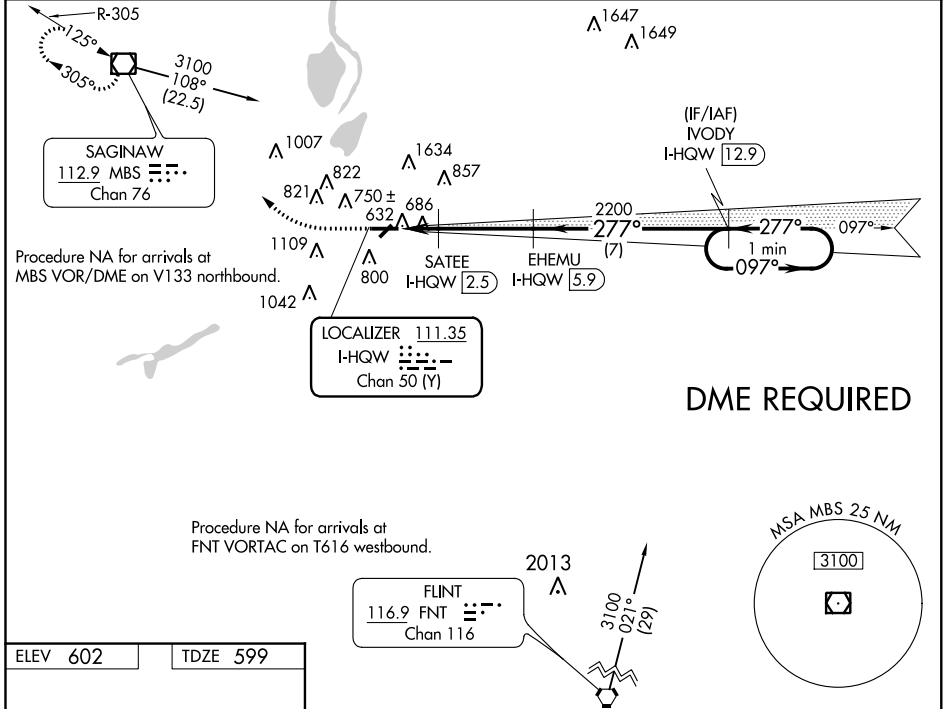 R-305
125°
305°
3100
108°
(22.5)
SAGINAW
112.9 MBS
Chan 76
Procedure NA for arrivals at
MBS VOR/DME on V133 northbound.
1647
1649
(IF/IAF)
IVODY
I-HQW 12.9
1007
822
821
750 ±
1634
857
632
686
1109
800
1042
2200
277°
(7)
277°
097°
1 min
097°
SATEE
I-HQW 2.5
EHEMU
I-HQW 5.9
LOCALIZER 111.35
I-HQW
Chan 50 (Y)
DME REQUIRED
Procedure NA for arrivals at
FNT VORTAC on T616 westbound.
2013
FLINT
116.9 FNT
Chan 116
3100
021°
(29)
MSA MBS 25 NM
3100
ELEV 602
TDZE 599